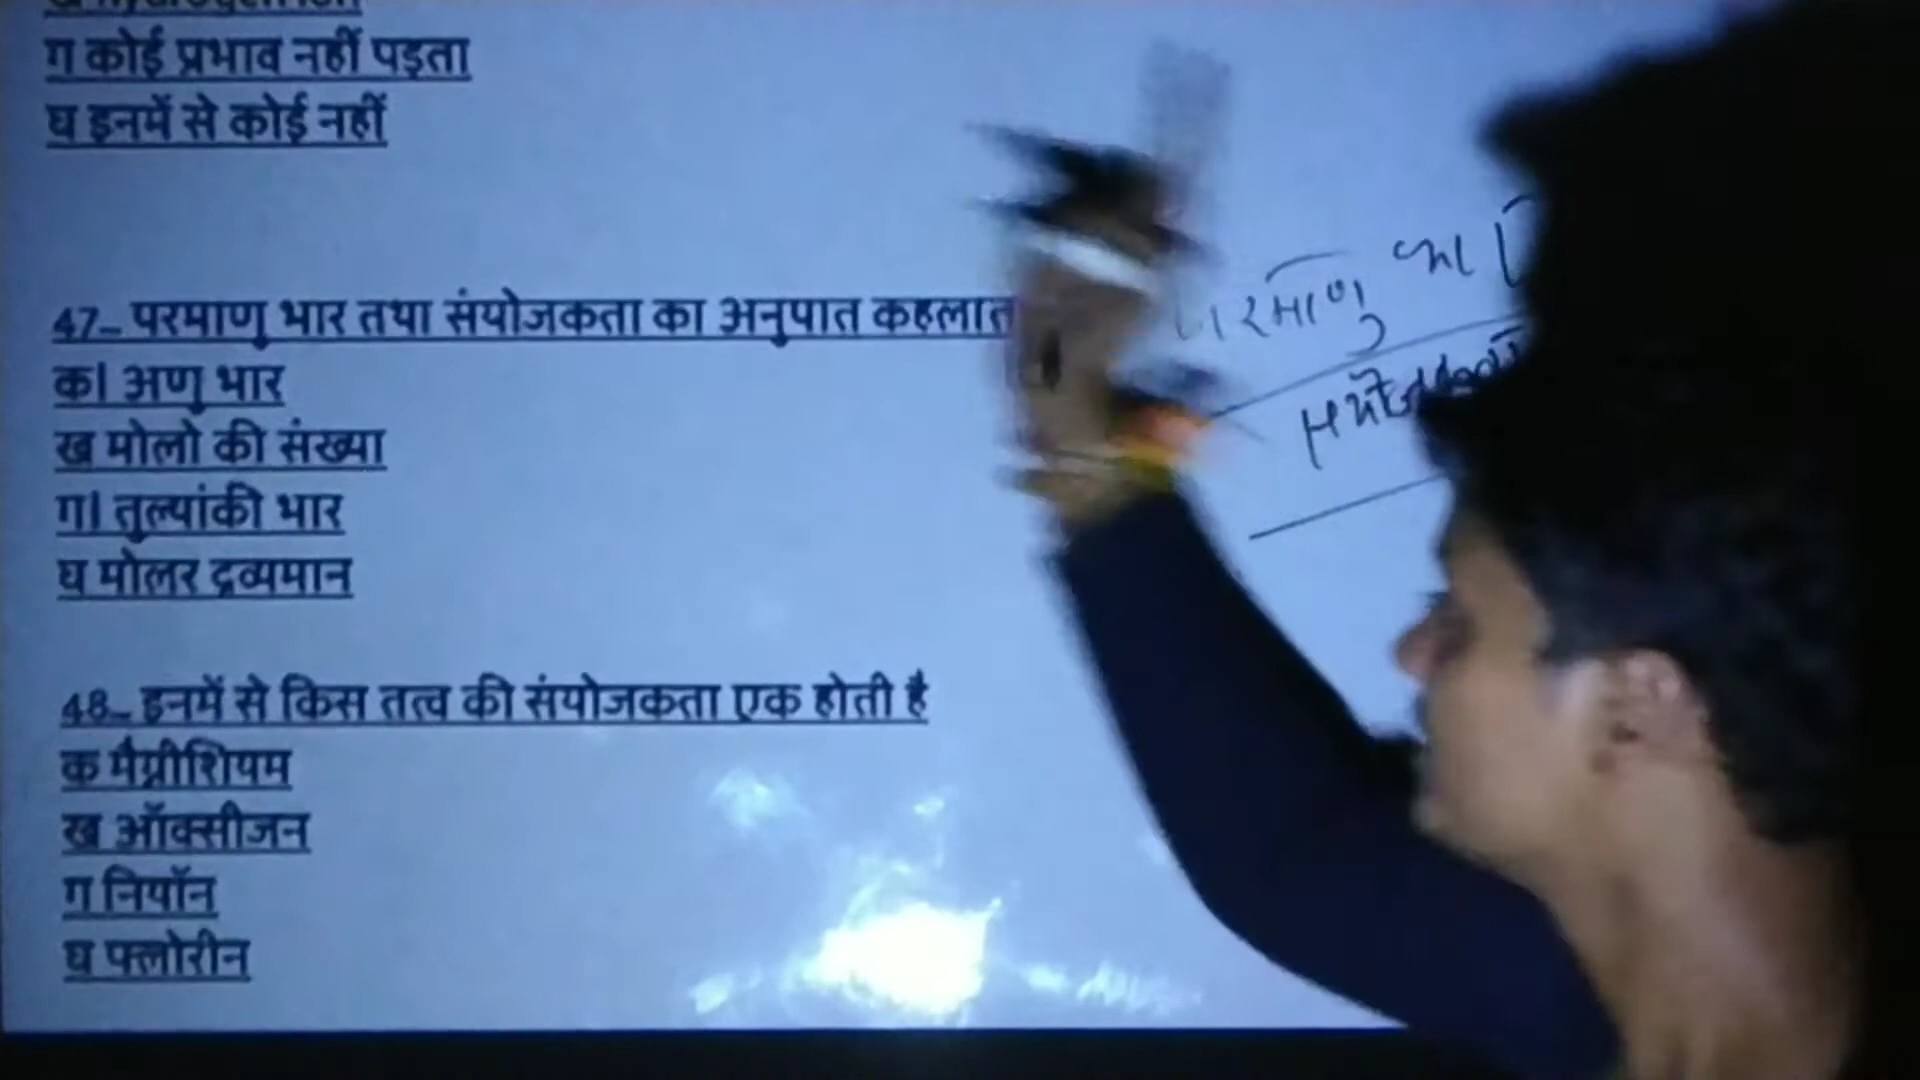 ग कोई प्रभाव नहीं पड़ता
घ इनमें से कोई नहीं
47- परमाणु भार तथा संयोजकता का अनुपात कहलात
क। अणु भार
ख मोलो की संख्या
ग। तुल्यांकी भार
घ मोलर द्रव्यमान
48- इनमें से किस तत्व की संयोजकता एक होती है
क मैग्नीशियम
ख ऑक्सीजन
ग नियॉन
घ फ्लोरीन
परमाणु का